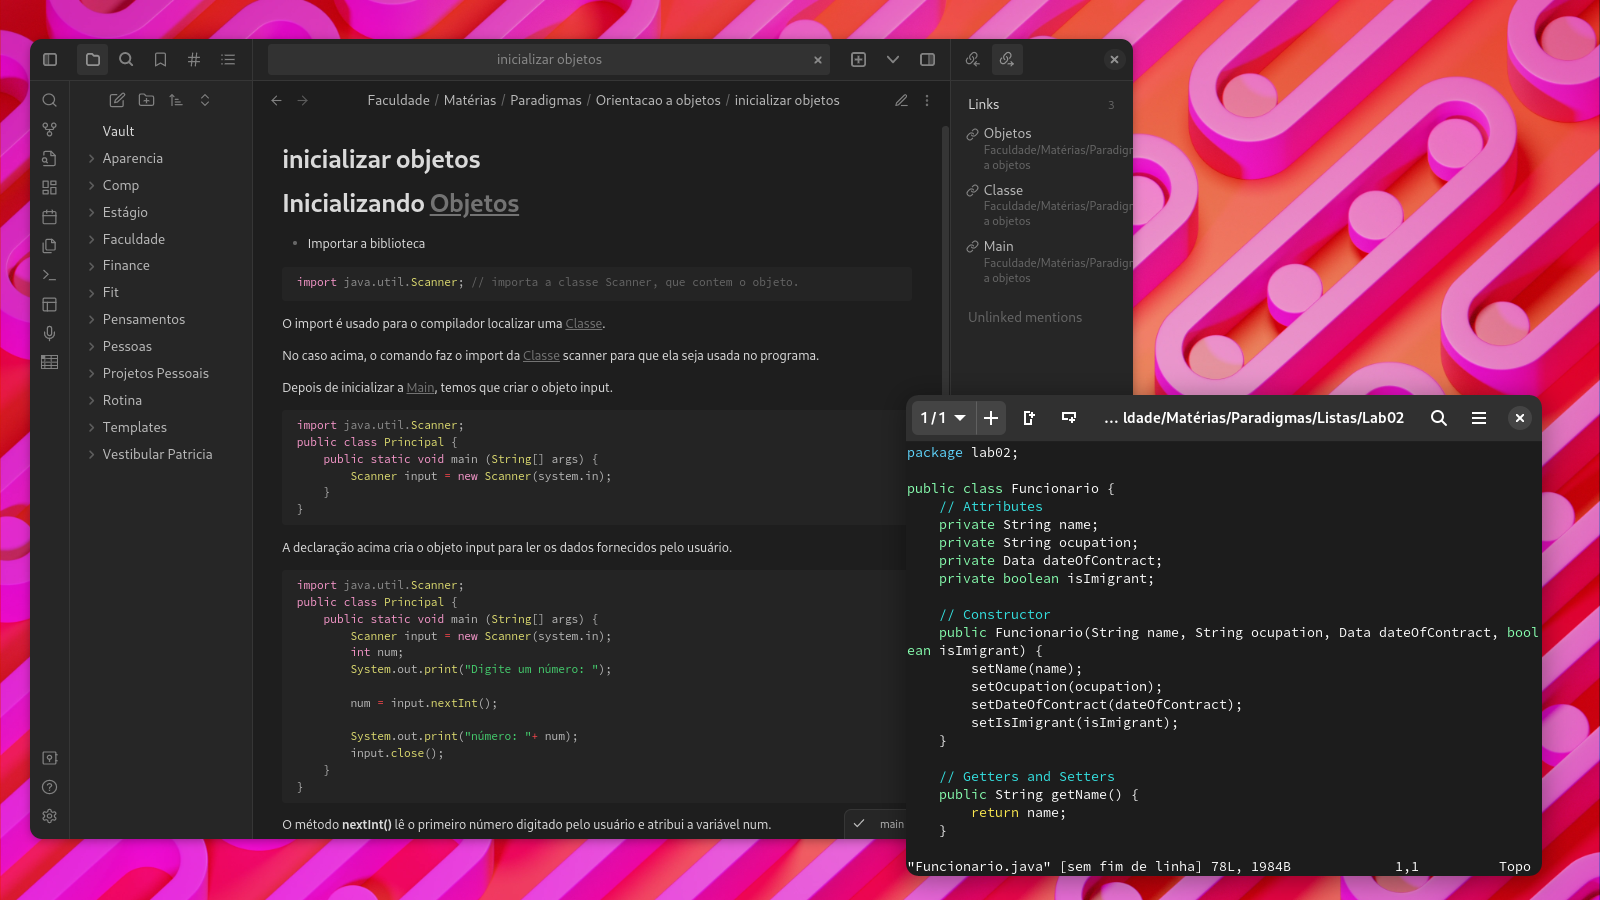 inicializar objetos
Faculdade / Matérias / Paradigmas / Orientacao a objetos / inicializar objetos
Vault
Aparencia
Comp
Estágio
Faculdade
Finance
Fit
Pensamentos
Pessoas
Projetos Pessoais
Rotina
Templates
Vestibular Patricia
inicializar objetos
Inicializando Objetos
Importar a biblioteca
import java.util.Scanner; // importa a classe Scanner, que contem o objeto.
O import é usado para o compilador localizar uma Classe.
No caso acima, o comando faz o import da Classe scanner para que ela seja usada no programa.
Depois de inicializar a Main, temos que criar o objeto input.
import java.util.Scanner;
public class Principal {
public static void main (String[] args) {
Scanner input = new Scanner(system.in);
}
}
A declaração acima cria o objeto input para ler os dados fornecidos pelo usuário.
import java.util.Scanner;
public class Principal {
public static void main (String[] args) {
Scanner input = new Scanner(system.in);
int num;
System.out.print("Digite um número: ");
num = input.nextInt();
System.out.print("número: "+ num);
input.close();
}
}
O método nextInt() lê o primeiro número digitado pelo usuário e atribui a variável num.
main
Links 3
Objetos
Faculdade/Matérias/Paradigm
a objetos
Classe
Faculdade/Matérias/Paradigm
a objetos
Main
Faculdade/Matérias/Paradigm
a objetos
Unlinked mentions
1/1 ... ldade/Matérias/Paradigmas/Listas/Lab02
package lab02;
public class Funcionario {
// Attributes
private String name;
private String ocupation;
private Data dateOfContract;
private boolean isImigrant;
// Constructor
public Funcionario(String name, String ocupation, Data dateOfContract, bool
ean isImigrant) {
setName(name);
setOcupation(ocupation);
setDateOfContract(dateOfContract);
setIsImigrant(isImigrant);
}
// Getters and Setters
public String getName() {
return name;
}
"Funcionario.java" [sem fim de linha] 78L, 1984B 1,1 Topo